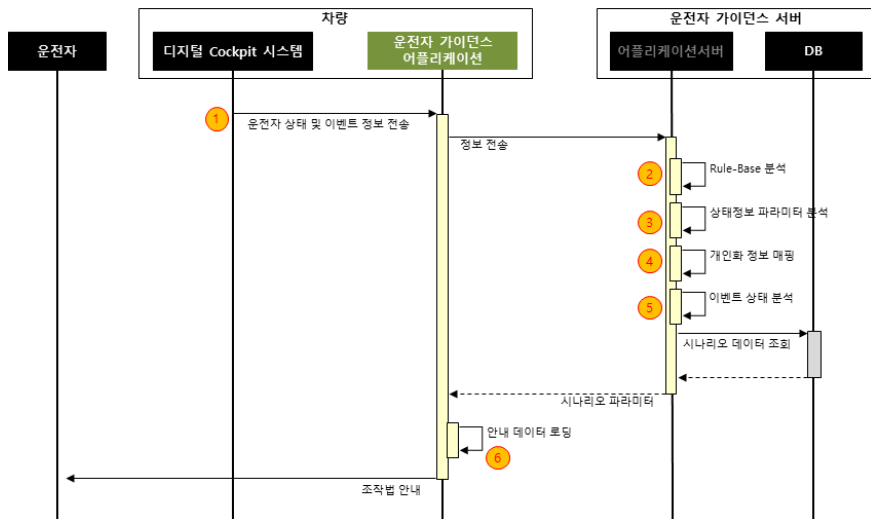 차량
운전자 가이던스 서버
운전자
디지털 Cockpit 시스템
운전자 가이던스
어플리케이션
어플리케이션서버
DB
1
운전자 상태 및 이벤트 정보 전송
정보 전송
2
Rule-Base 분석
3
상태정보 파라미터 분석
4
개인화 정보 매핑
5
이벤트 상태 분석
시나리오 데이터 조회
시나리오 파라미터
안내 데이터 로딩
6
조작법 안내